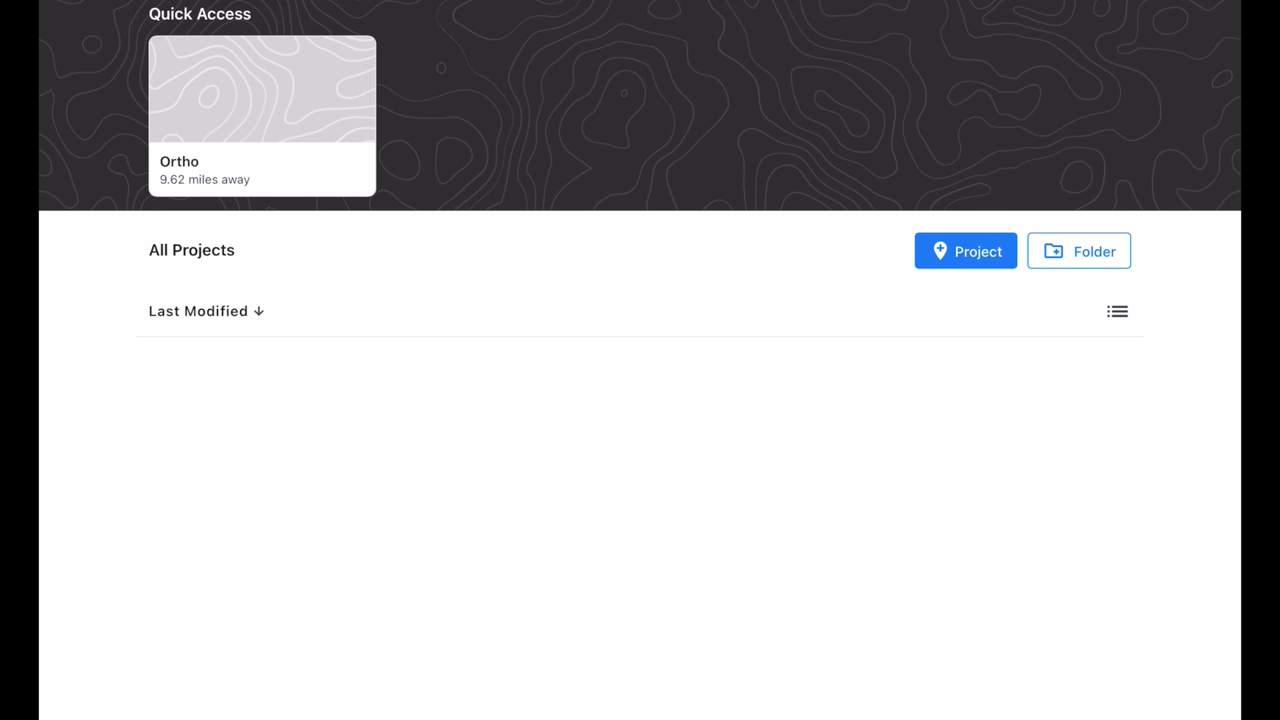 Quick Access
Ortho
9.62 miles away
All Projects
Project
Folder
Last Modified ↓